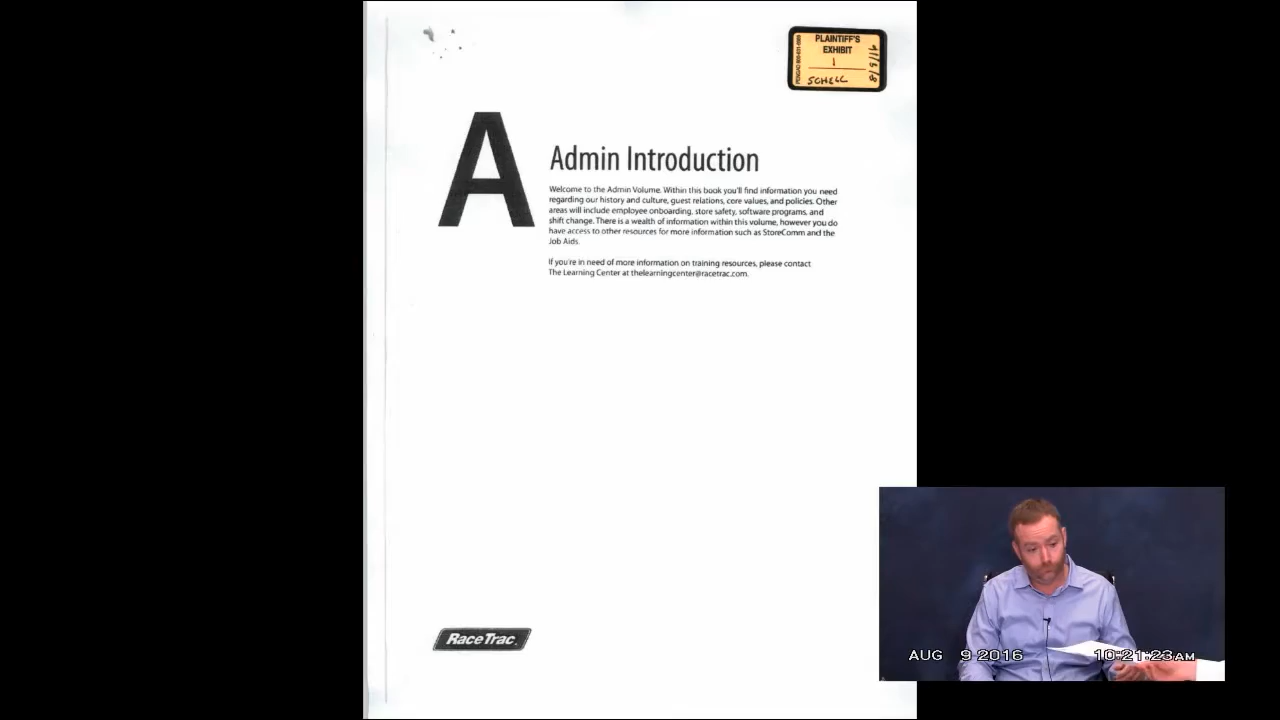 PLAINTIFF'S
EXHIBIT
1
SCHELL
A
Admin Introduction
Welcome to the Admin Volume. Within this book you'll find information you need
regarding our history and culture, guest relations, core values, and policies. Other
areas will include employee onboarding, store safety, software programs, and
shift change. There is a wealth of information within this volume, however you do
have access to other resources for more information such as StoreComm and the
Job Aids.
If you're in need of more information on training resources, please contact
The Learning Center at thelearningcenter@racetrac.com.
RaceTrac.
AUG 9 2016
10:21:23AM